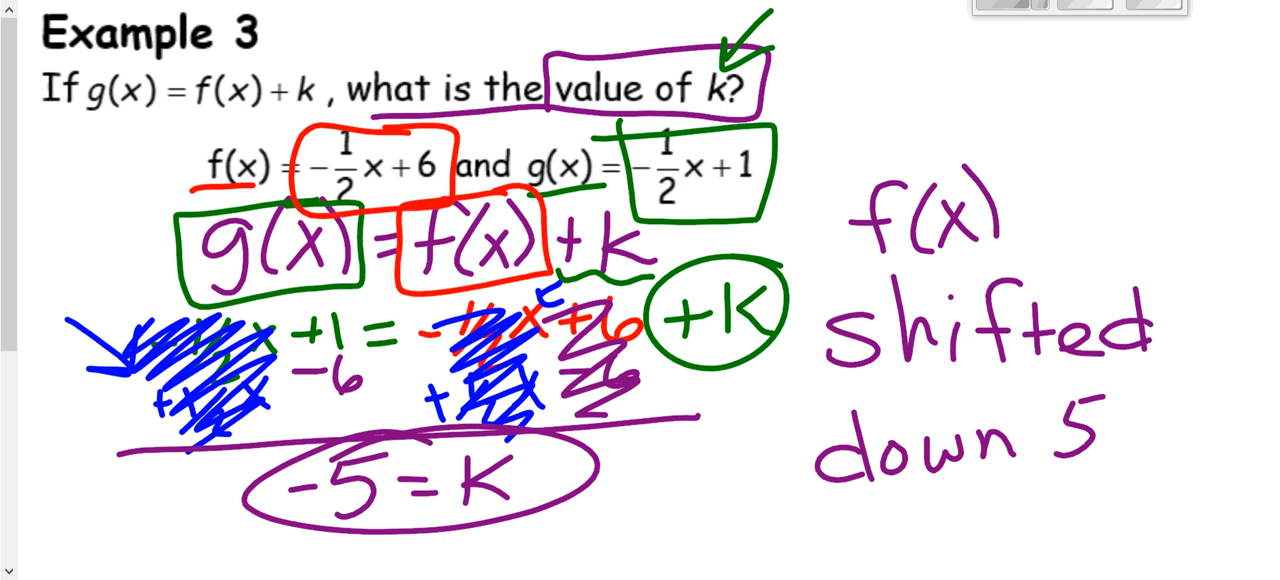 Example 3
If g(x) = f(x) + k , what is the value of k?
f(x) = -1/2x + 6 and g(x) = -1/2x + 1
g(x) = f(x) + k
x +1 = - x +6 +K
-6 -6
+ x + x
-5 = K
f(x)
shifted
down 5